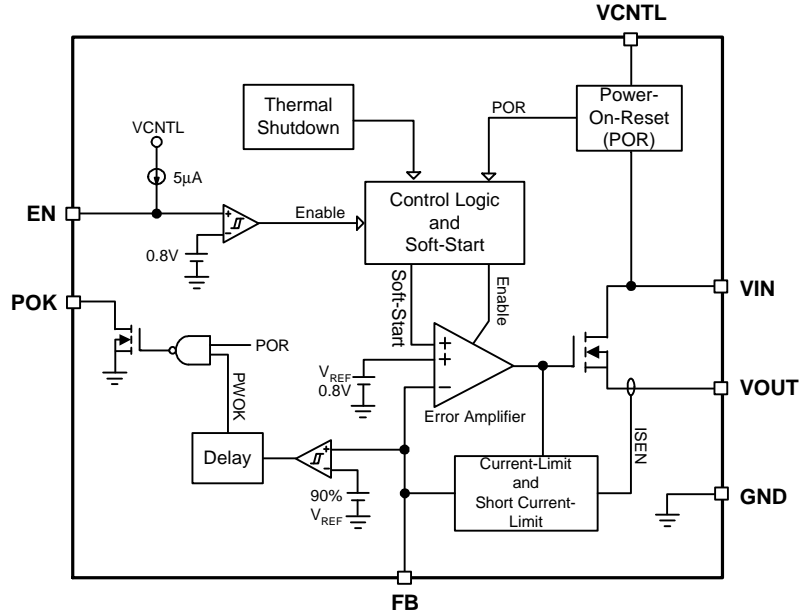 VCNTL
Thermal
Shutdown
POR
Power-
On-Reset
(POR)
VCNTL
5µA
EN
Enable
Control Logic
and
Soft-Start
+
−
0.8V
POK
Soft-Start
Enable
VIN
POR
PWOK
VREF
0.8V
+
+
−
Error Amplifier
VOUT
ISEN
Delay
+
−
90%
VREF
Current-Limit
and
Short Current-
Limit
GND
FB